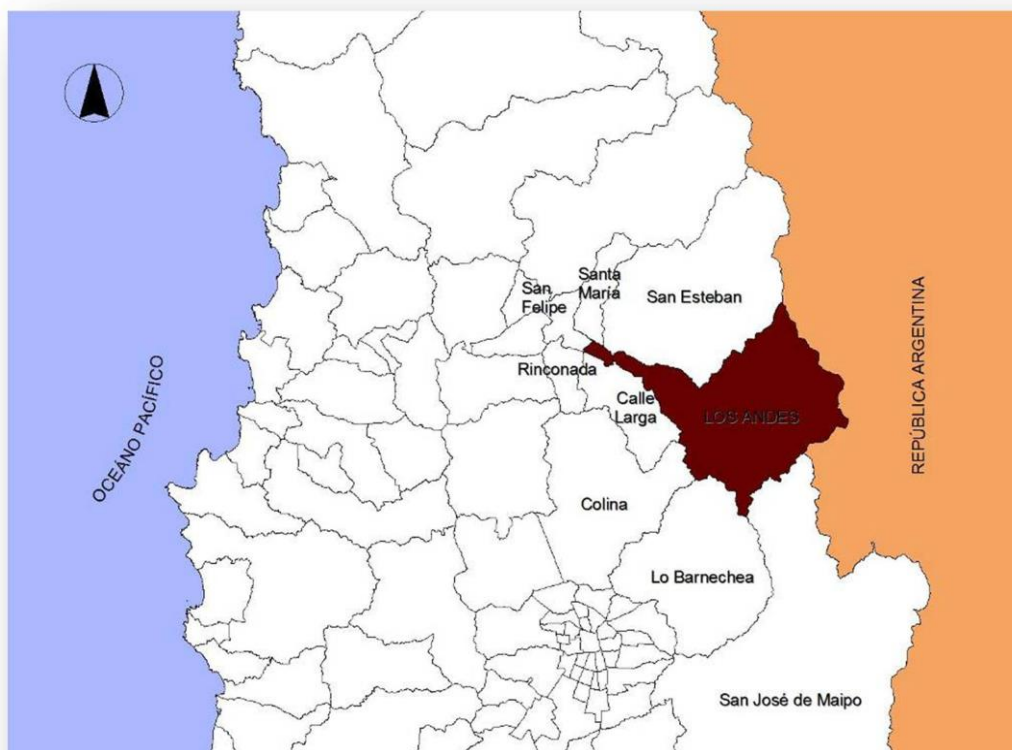 San
Felipe
Santa
María
San Esteban
Rinconada
Calle
Larga
LOS ANDES
OCEÁNO PACÍFICO
REPÚBLICA ARGENTINA
Colina
Lo Barnechea
San José de Maipo